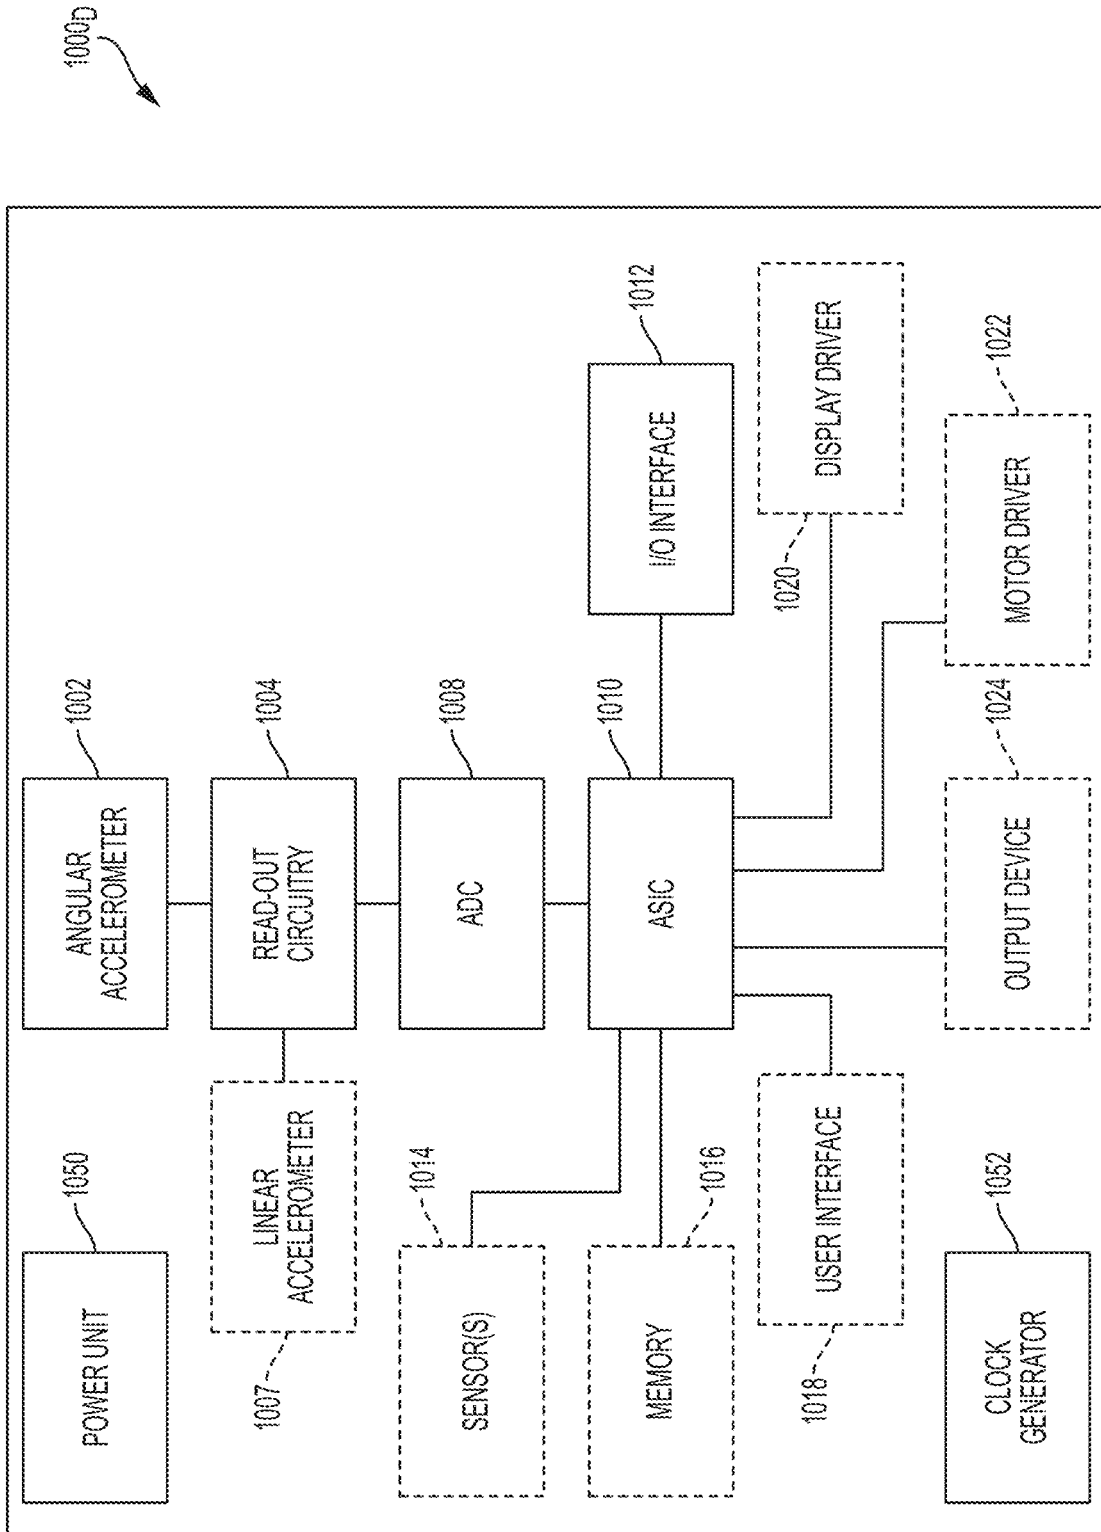 1000D
POWER UNIT
1050
ANGULAR
ACCELEROMETER
1002
LINEAR
ACCELEROMETER
1007
READ-OUT
CIRCUITRY
1004
SENSOR(S)
1014
ADC
1008
MEMORY
1016
ASIC
1010
I/O INTERFACE
1012
USER INTERFACE
1018
DISPLAY DRIVER
1020
CLOCK
GENERATOR
1052
OUTPUT DEVICE
1024
MOTOR DRIVER
1022